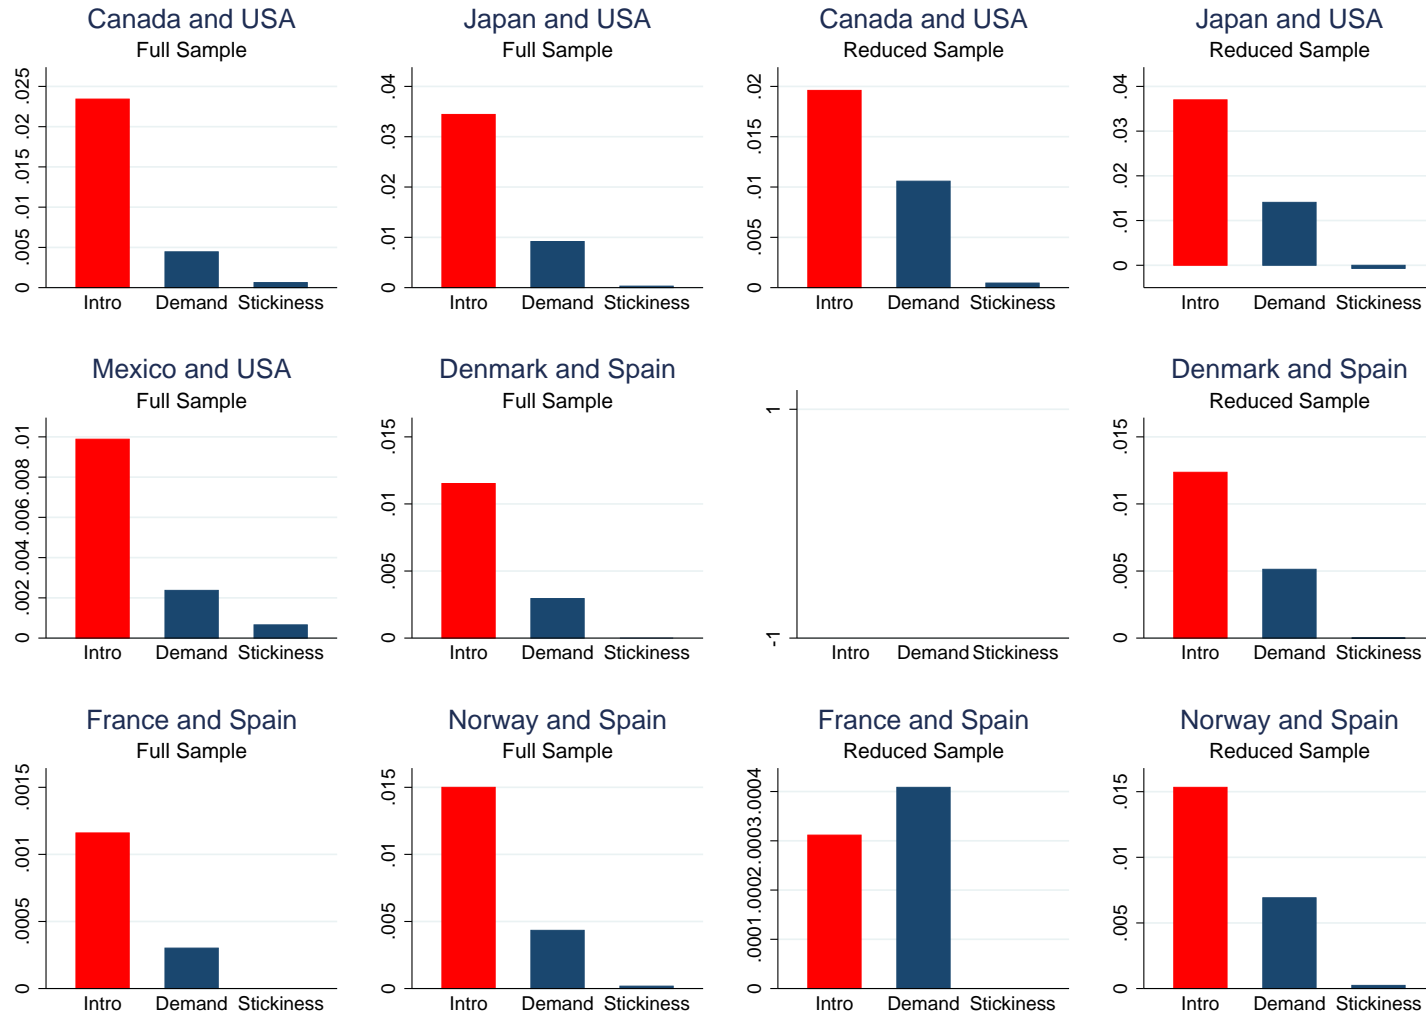 Canada and USA
Full Sample
.025
.02
.015
.01
.005
0
Intro Demand Stickiness
Japan and USA
Full Sample
.04
.03
.02
.01
0
Intro Demand Stickiness
Canada and USA
Reduced Sample
.02
.015
.01
.005
0
Intro Demand Stickiness
Japan and USA
Reduced Sample
.04
.03
.02
.01
0
Intro Demand Stickiness
Mexico and USA
Full Sample
.01
.008
.006
.004
.002
0
Intro Demand Stickiness
Denmark and Spain
Full Sample
.015
.01
.005
0
Intro Demand Stickiness
1
-1
Intro Demand Stickiness
Denmark and Spain
Reduced Sample
.015
.01
.005
0
Intro Demand Stickiness
France and Spain
Full Sample
.0015
.001
.0005
0
Intro Demand Stickiness
Norway and Spain
Full Sample
.015
.01
.005
0
Intro Demand Stickiness
France and Spain
Reduced Sample
.0004
.0003
.0002
.0001
0
Intro Demand Stickiness
Norway and Spain
Reduced Sample
.015
.01
.005
0
Intro Demand Stickiness